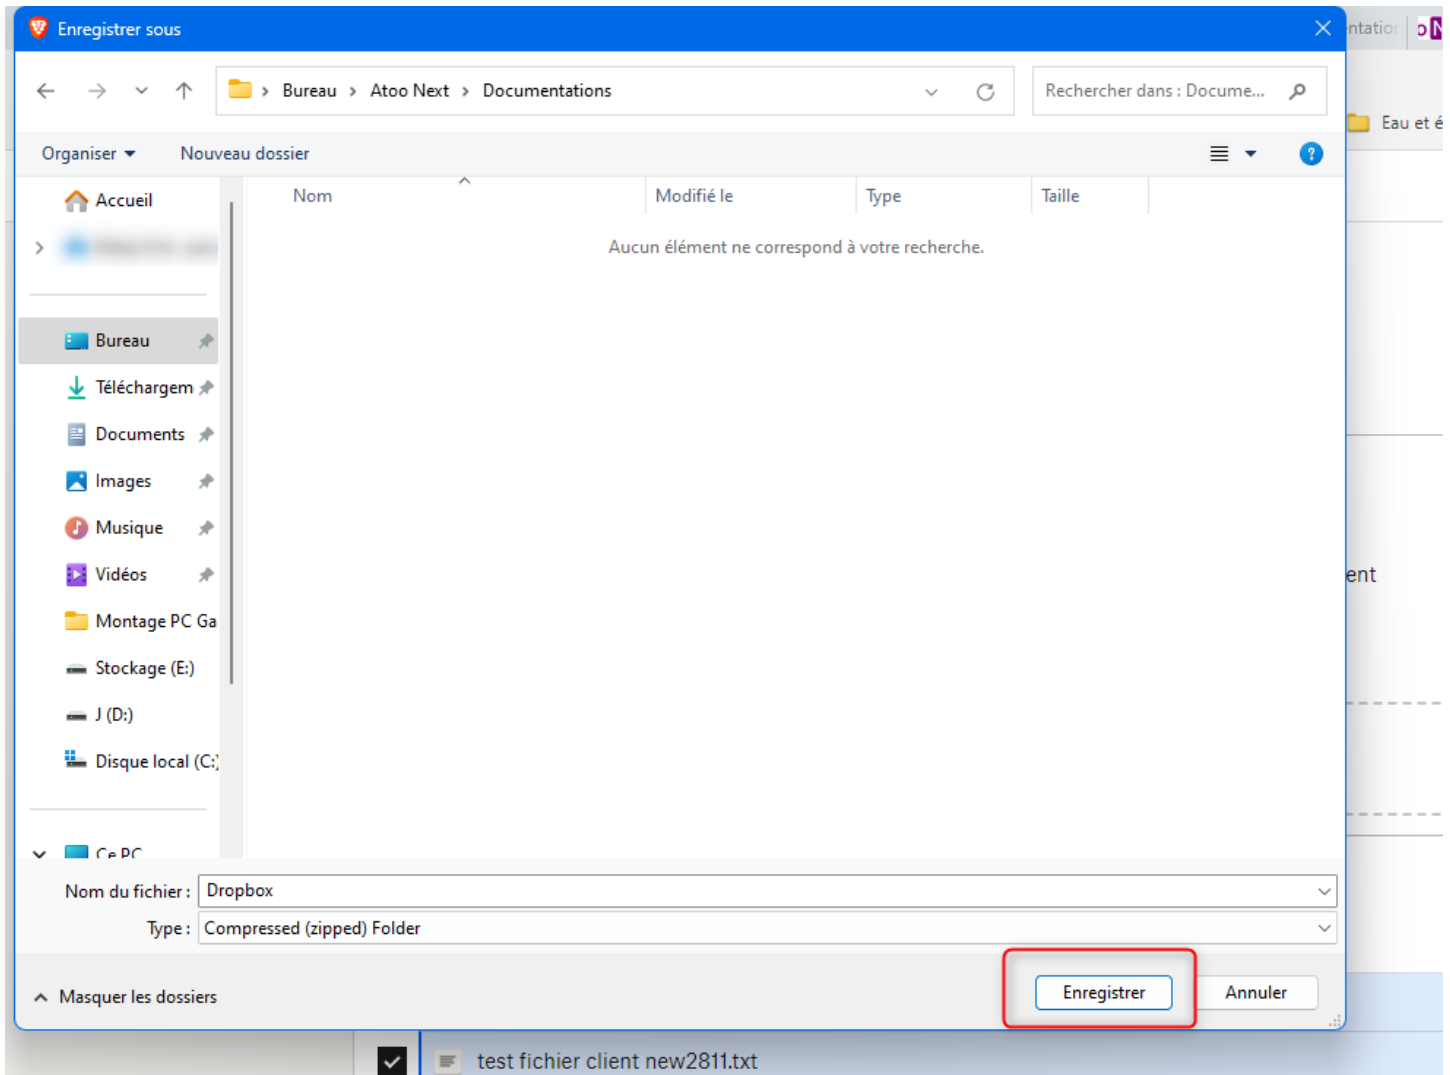 Enregistrer sous
ntation
Bureau > Atoo Next > Documentations
Rechercher dans : Docume...
Eau et é
Organiser
Nouveau dossier
Nom
Modifié le
Type
Taille
Aucun élément ne correspond à votre recherche.
Accueil
Bureau
Téléchargem
Documents
Images
Musique
Vidéos
Montage PC Ga
Stockage (E:)
J (D:)
Disque local (C:)
Ce PC
ent
Nom du fichier : Dropbox
Type : Compressed (zipped) Folder
Masquer les dossiers
Enregistrer
Annuler
test fichier client new2811.txt